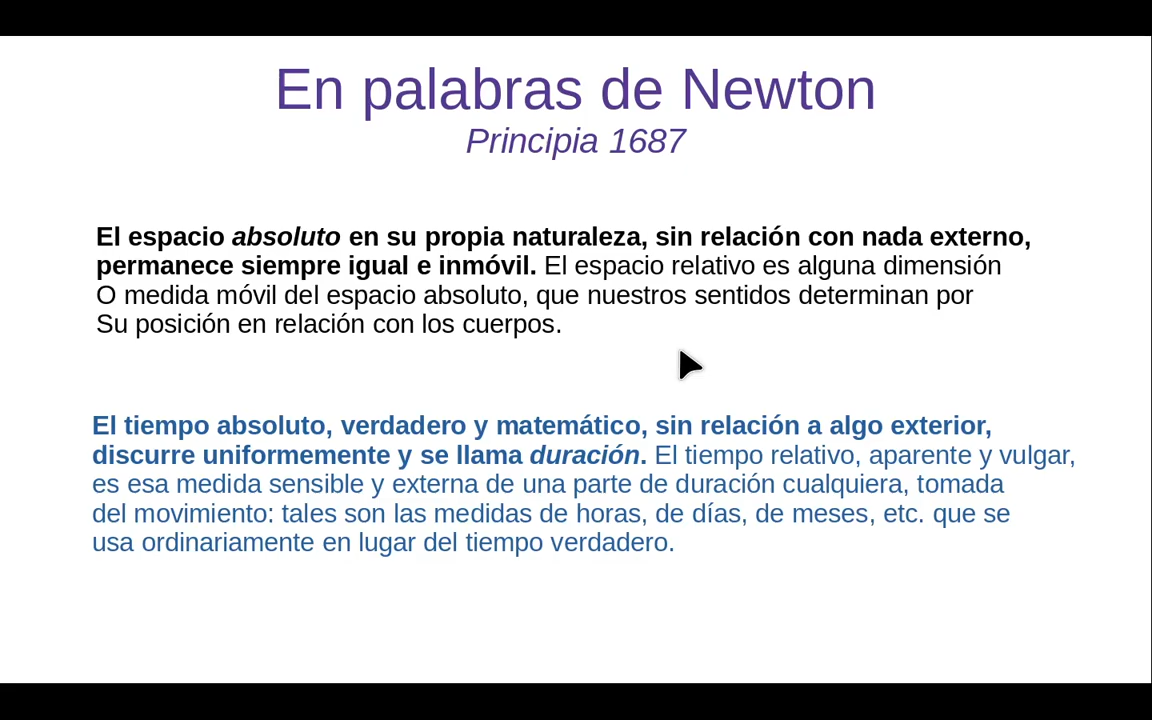 En palabras de Newton
Principia 1687
El espacio absoluto en su propia naturaleza, sin relación con nada externo,
permanece siempre igual e inmóvil. El espacio relativo es alguna dimensión
O medida móvil del espacio absoluto, que nuestros sentidos determinan por
Su posición en relación con los cuerpos.
El tiempo absoluto, verdadero y matemático, sin relación a algo exterior,
discurre uniformemente y se llama duración. El tiempo relativo, aparente y vulgar,
es esa medida sensible y externa de una parte de duración cualquiera, tomada
del movimiento: tales son las medidas de horas, de días, de meses, etc. que se
usa ordinariamente en lugar del tiempo verdadero.